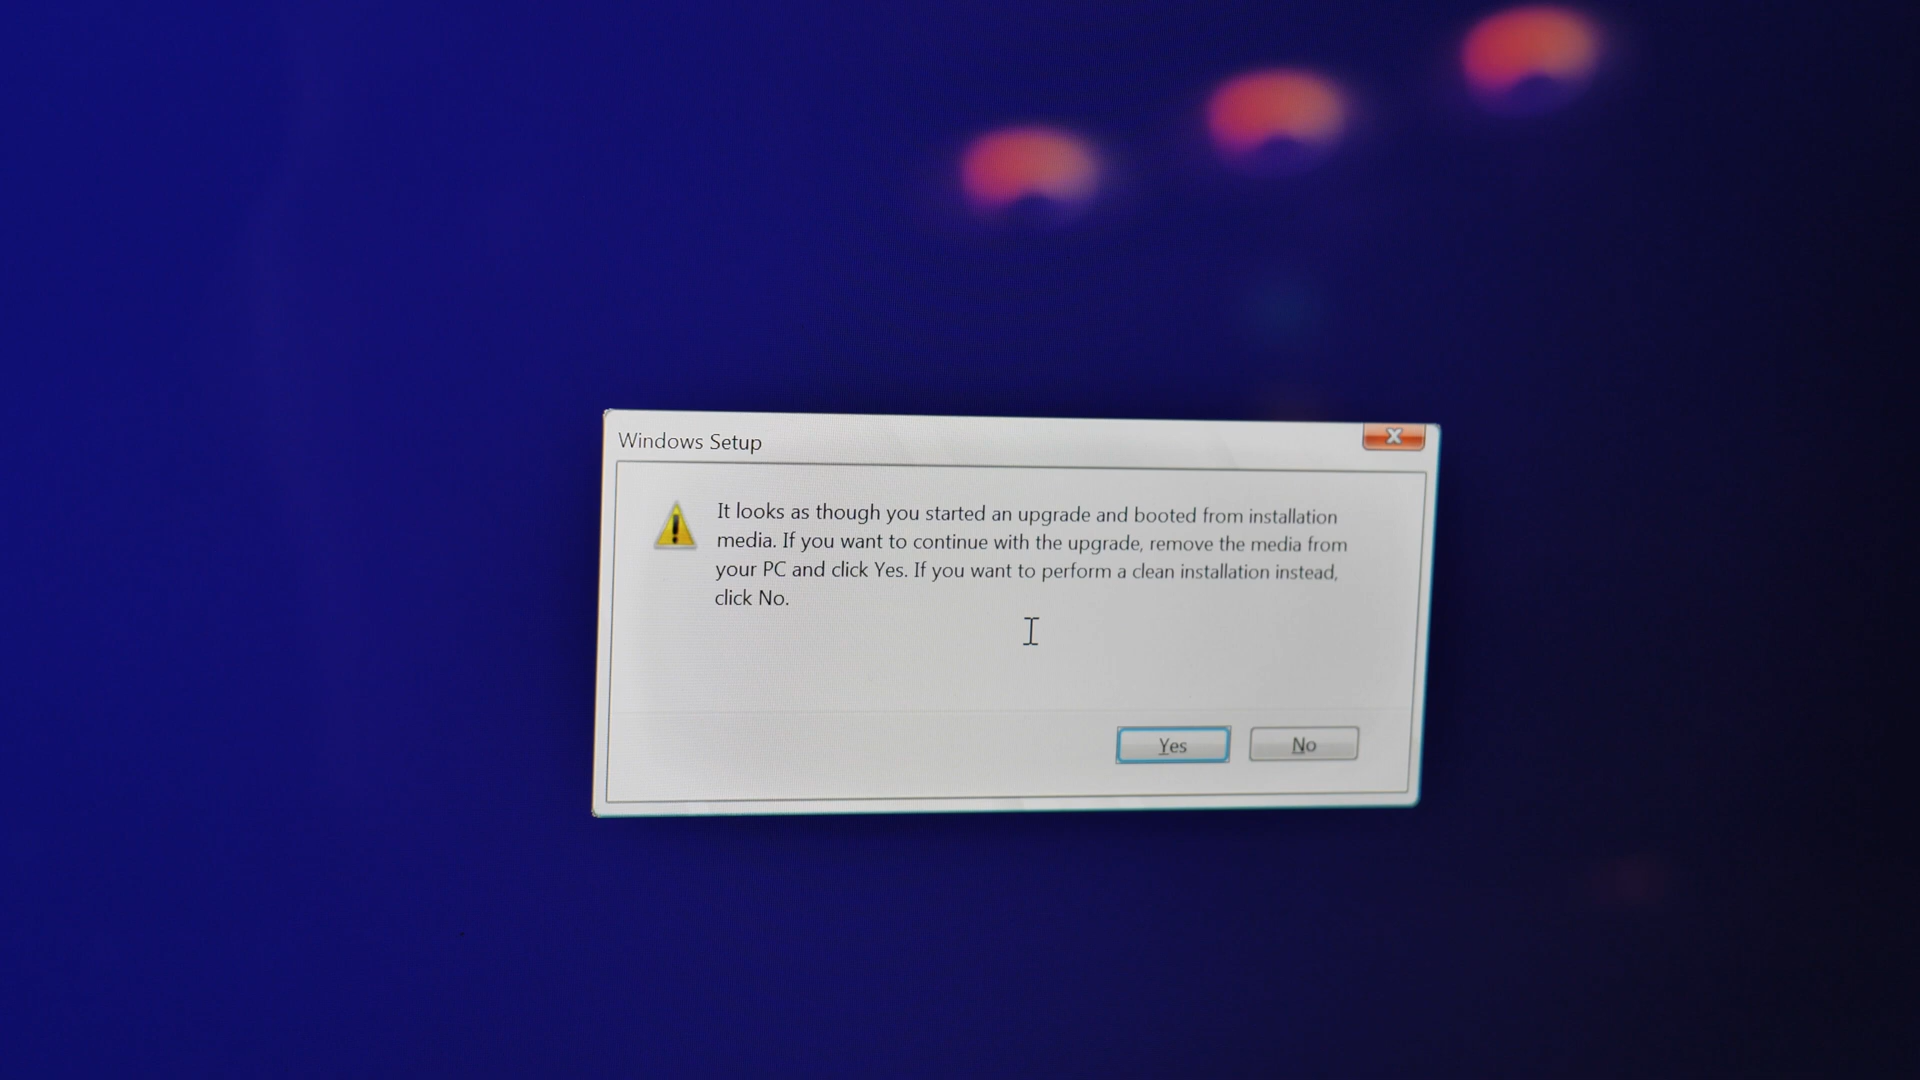 Windows Setup
It looks as though you started an upgrade and booted from installation
media. If you want to continue with the upgrade, remove the media from
your PC and click Yes. If you want to perform a clean installation instead,
click No.
Yes
No